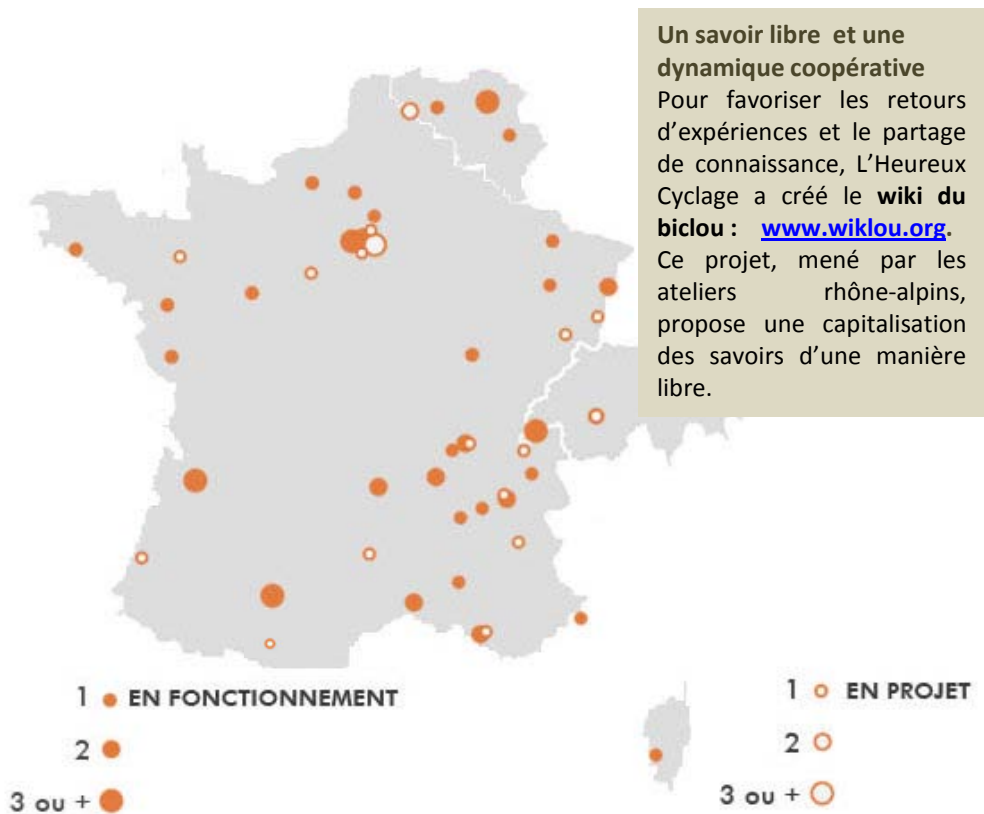 Un savoir libre et une
dynamique coopérative
Pour favoriser les retours
d’expériences et le partage
de connaissance, L’Heureux
Cyclage a créé le wiki du
biclou : www.wiklou.org.
Ce projet, mené par les
ateliers rhône-alpins,
propose une capitalisation
des savoirs d’une manière
libre.
1 EN FONCTIONNEMENT
2
3 ou +
1 EN PROJET
2
3 ou +